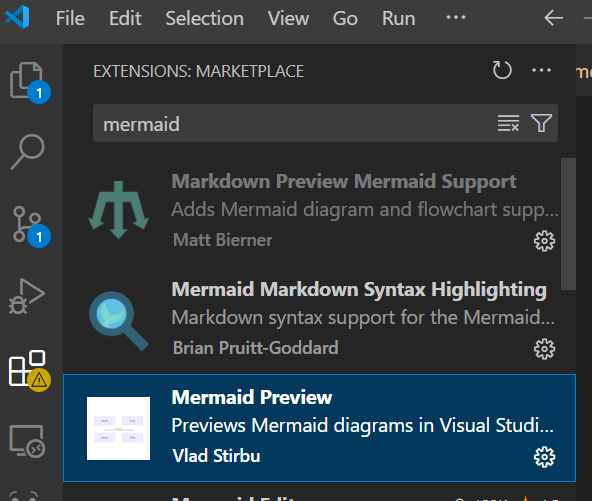 File Edit Selection View Go Run ...
EXTENSIONS: MARKETPLACE
1
mermaid
Markdown Preview Mermaid Support
Adds Mermaid diagram and flowchart supp...
Matt Bierner
1
Mermaid Markdown Syntax Highlighting
Markdown syntax support for the Mermaid...
Brian Pruitt-Goddard
Mermaid Preview
Previews Mermaid diagrams in Visual Studi...
Vlad Stirbu